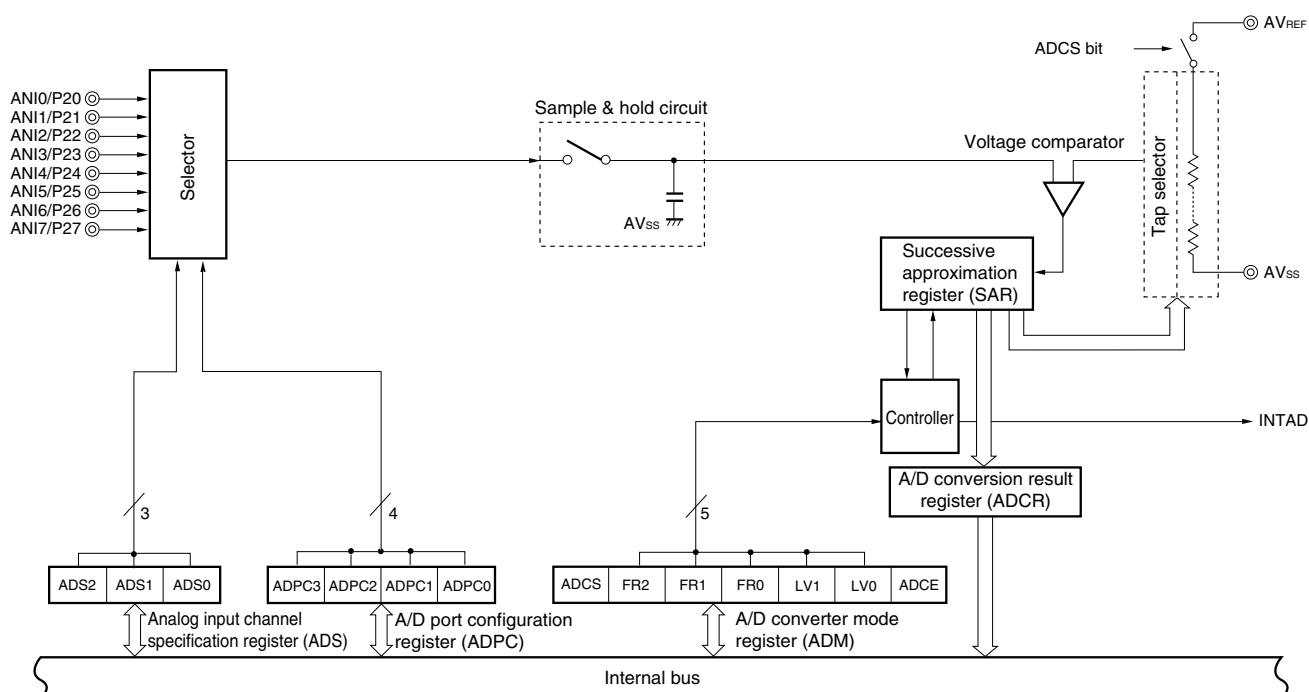 AVREF
ADCS bit
ANI0/P20
ANI1/P21
ANI2/P22
ANI3/P23
ANI4/P24
ANI5/P25
ANI6/P26
ANI7/P27
Selector
Sample & hold circuit
AVSS
Voltage comparator
Tap selector
AVSS
Successive
approximation
register (SAR)
Controller
INTAD
A/D conversion result
register (ADCR)
3
4
5
ADS2 ADS1 ADS0
ADPC3 ADPC2 ADPC1 ADPC0
ADCS FR2 FR1 FR0 LV1 LV0 ADCE
Analog input channel
specification register (ADS)
A/D port configuration
register (ADPC)
A/D converter mode
register (ADM)
Internal bus